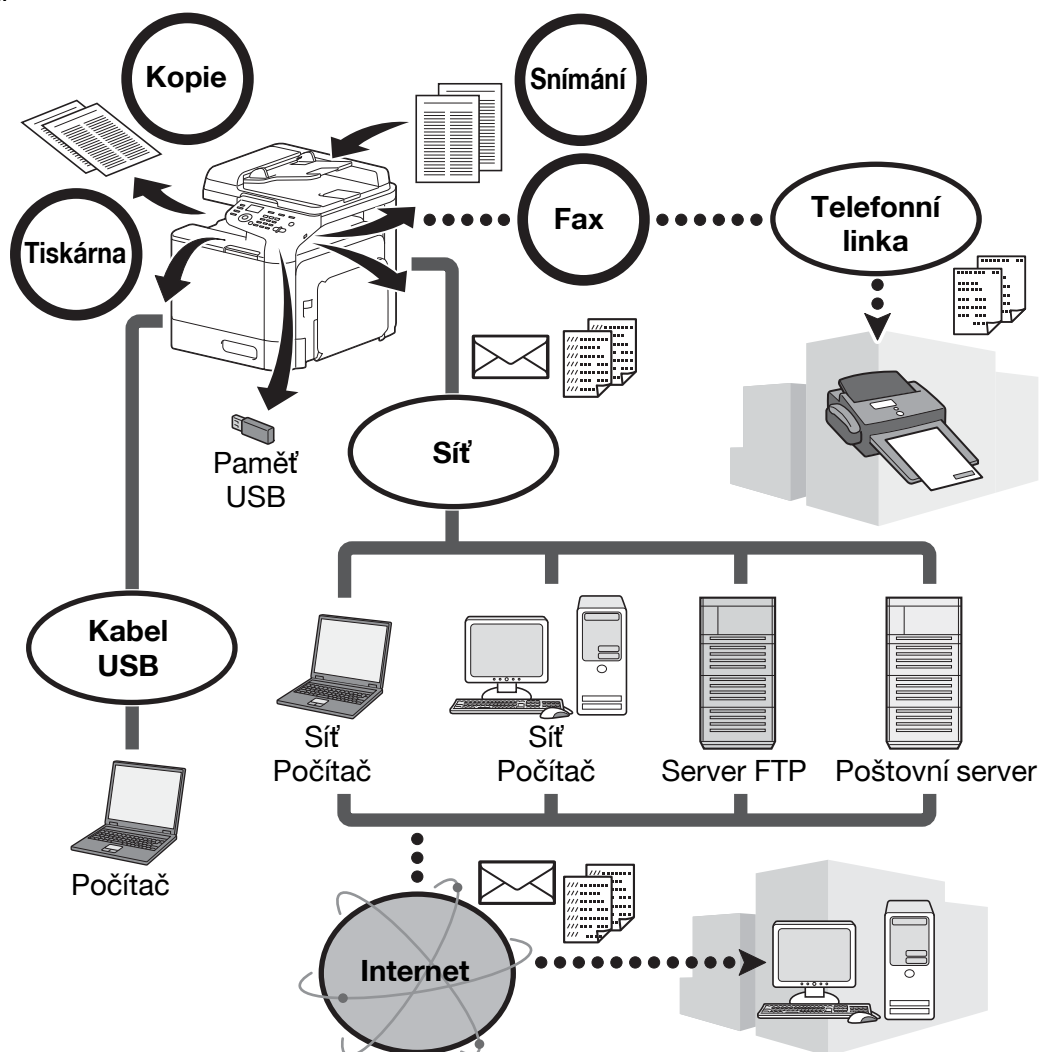 Kopie
Snímání
Tiskárna
Fax
Telefonní
linka
Paměť
USB
Síť
Kabel
USB
Síť
Počítač
Síť
Počítač
Server FTP
Poštovní server
Počítač
Internet